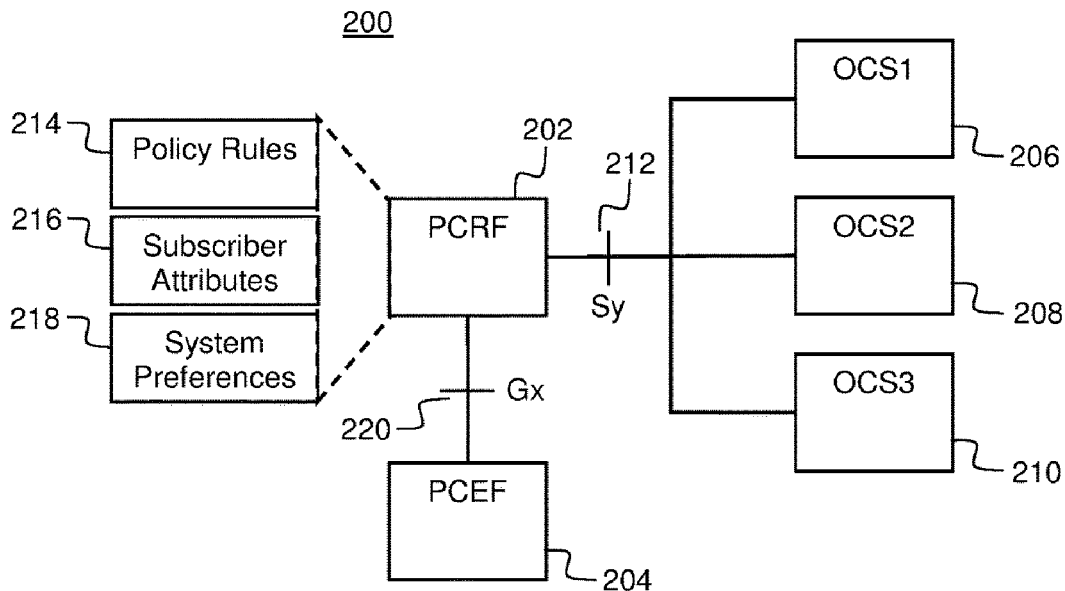 200
OCS1
206
214
Policy Rules
202
212
216
Subscriber
Attributes
PCRF
Sy
OCS2
208
218
System
Preferences
220
Gx
OCS3
210
PCEF
204